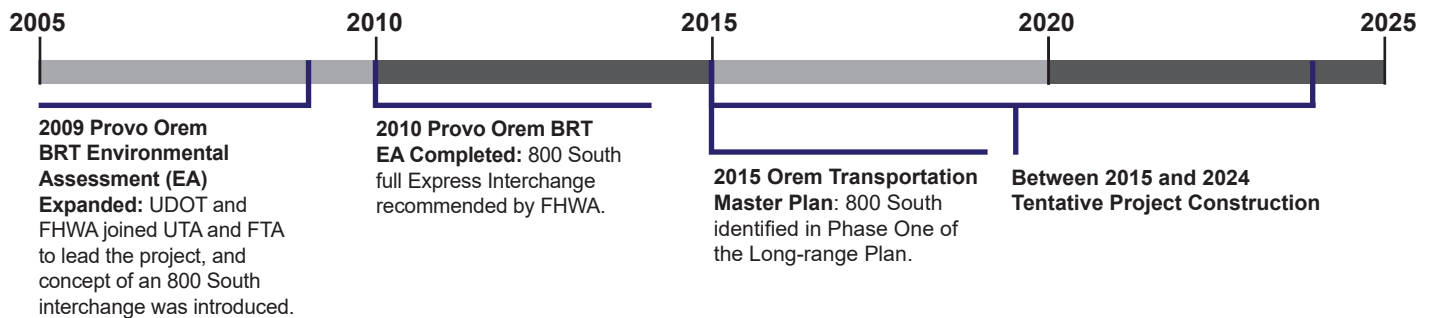 2005 2010 2015 2020 2025
2009 Provo Orem
BRT Environmental
Assessment (EA)
Expanded: UDOT and
FHWA joined UTA and FTA
to lead the project, and
concept of an 800 South
interchange was introduced.
2010 Provo Orem BRT
EA Completed: 800 South
full Express Interchange
recommended by FHWA.
2015 Orem Transportation
Master Plan: 800 South
identified in Phase One of
the Long-range Plan.
Between 2015 and 2024
Tentative Project Construction